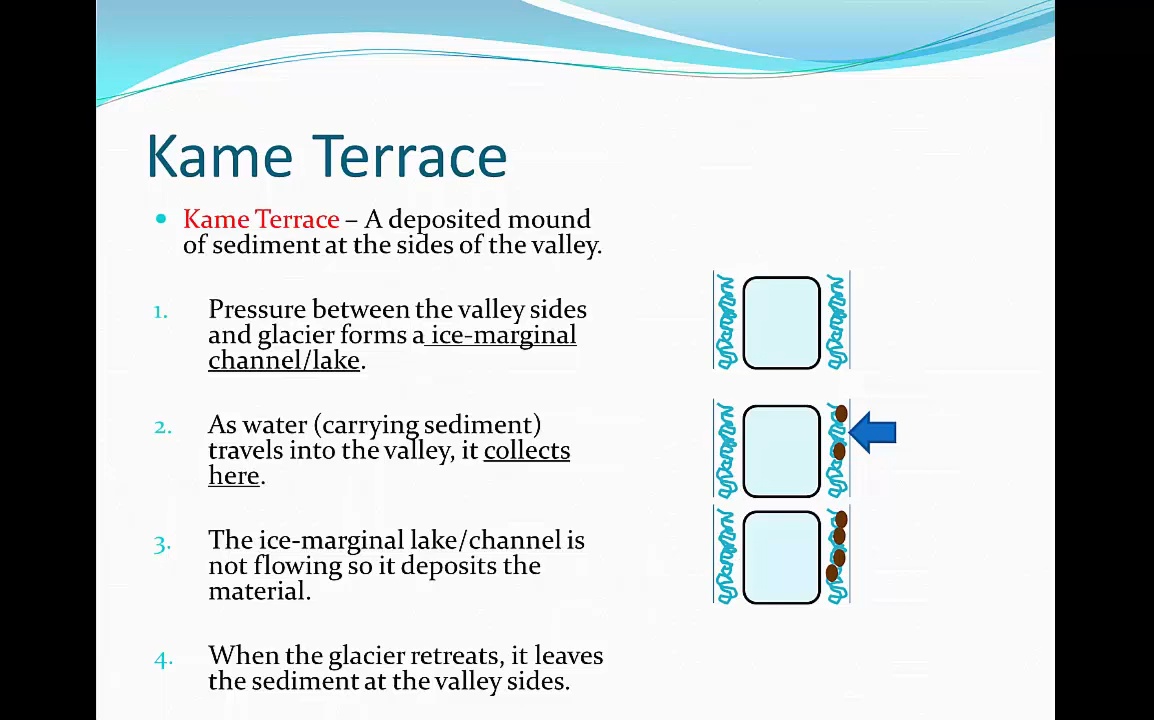 Kame Terrace
• Kame Terrace – A deposited mound
of sediment at the sides of the valley.
1. Pressure between the valley sides
and glacier forms a ice-marginal
channel/lake.
2. As water (carrying sediment)
travels into the valley, it collects
here.
3. The ice-marginal lake/channel is
not flowing so it deposits the
material.
4. When the glacier retreats, it leaves
the sediment at the valley sides.